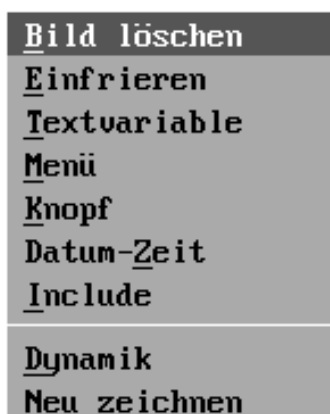 Bild löschen
Einfrieren
Textvariable
Menü
Knopf
Datum-Zeit
Include
Dynamik
Neu zeichnen